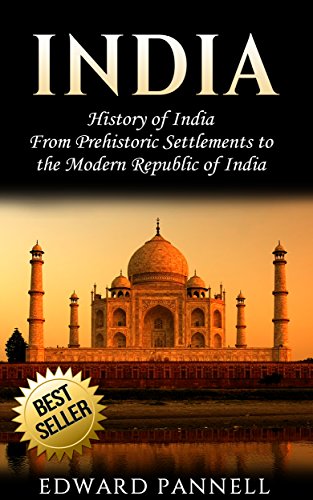 INDIA
History of India
From Prehistoric Settlements to
the Modern Republic of India
BEST
SELLER
EDWARD PANNELL